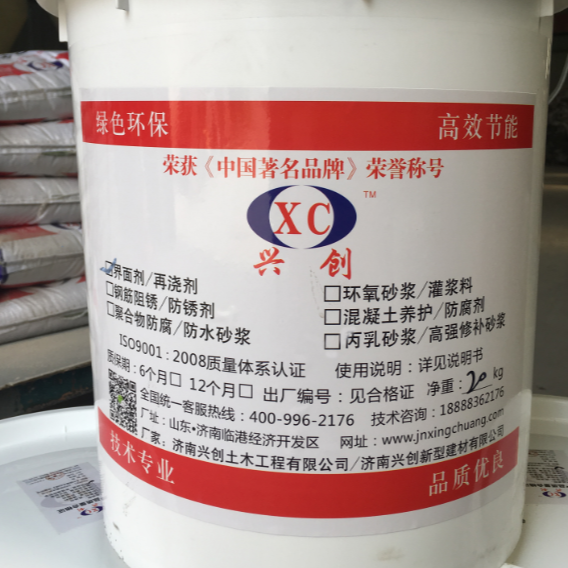 绿色环保
高效节能
荣获《中国著名品牌》荣誉称号
XC
TM
兴创
界面剂/再浇剂
□环氧砂浆/灌浆料
□钢筋阻锈/防锈剂
□混凝土养护/防腐剂
□聚合物防腐/防水砂浆
□丙乳砂浆/高强修补砂浆
ISO9001:2008质量体系认证
使用说明:详见说明书
质保期:6个月□ 12个月□ 出厂编号:见合格证 净重:20kg
全国统一客服热线:400-996-2176 技术咨询:18888362176
厂址:山东·济南临港经济开发区 网址:www.jnxingchuang.com
厂家:济南兴创土木工程有限公司/济南兴创新型建材有限公司
技术专业
品质优良
XC